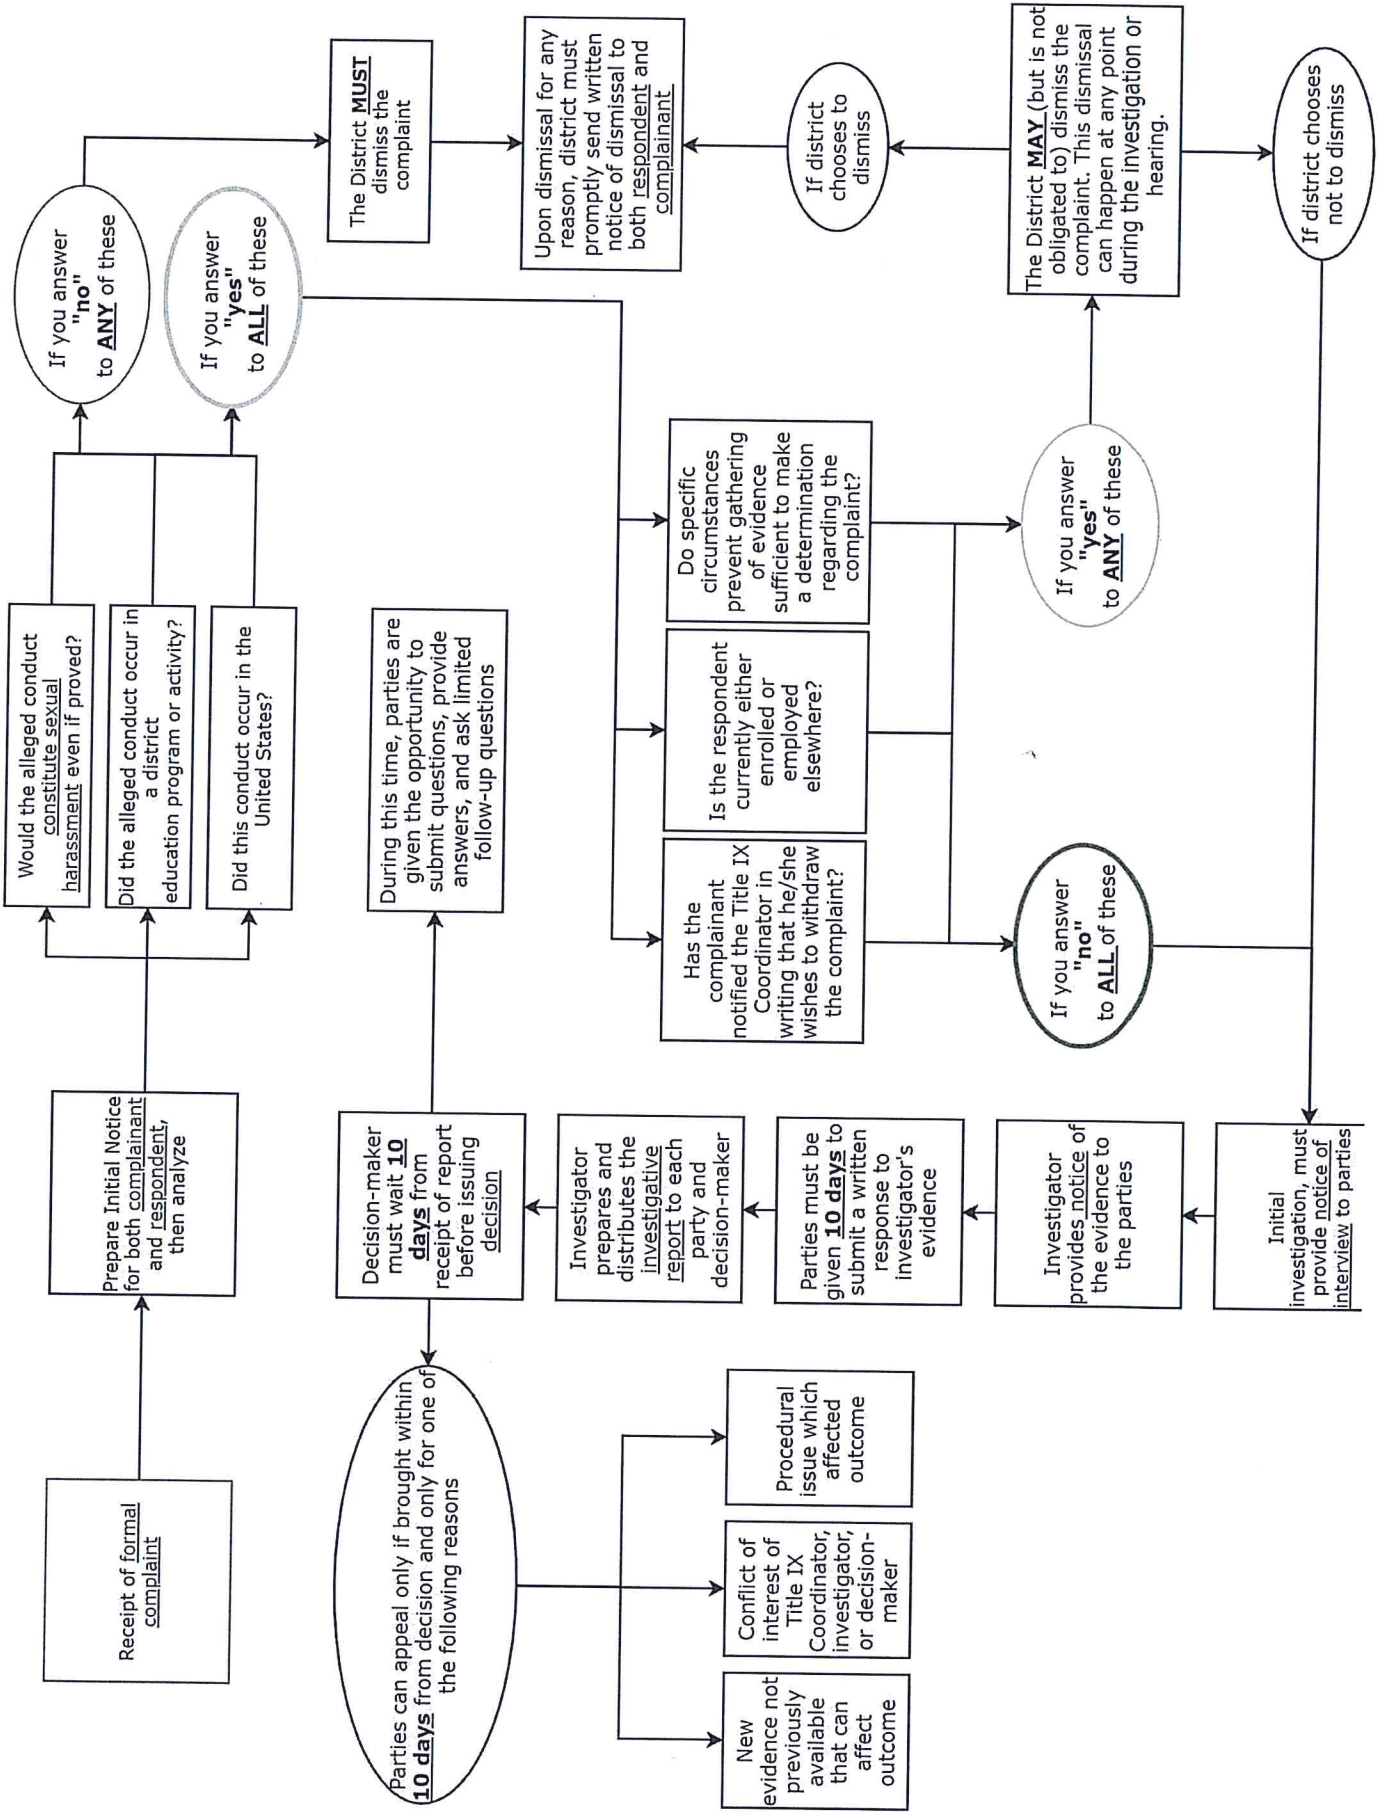 Receipt of formal
complaint
Prepare Initial Notice
for both complainant
and respondent,
then analyze
Would the alleged conduct
constitute sexual
harassment even if proved?
Did the alleged conduct occur in
a district
education program or activity?
Did this conduct occur in the
United States?
If you answer
"no"
to ANY of these
If you answer
"yes"
to ALL of these
The District MUST
dismiss the
complaint
Upon dismissal for any
reason, district must
promptly send written
notice of dismissal to
both respondent and
complainant
If district
chooses to
dismiss
The District MAY (but is not
obligated to) dismiss the
complaint. This dismissal
can happen at any point
during the investigation or
hearing.
If district chooses
not to dismiss
Has the
complainant
notified the Title IX
Coordinator in
writing that he/she
wishes to withdraw
the complaint?
Is the respondent
currently either
enrolled or
employed
elsewhere?
Do specific
circumstances
prevent gathering
of evidence
sufficient to make
a determination
regarding the
complaint?
If you answer
"yes"
to ANY of these
If you answer
"no"
to ALL of these
Initial
investigation, must
provide notice of
interview to parties
Investigator
provides notice of
the evidence to
the parties
Parties must be
given 10 days to
submit a written
response to
investigator's
evidence
Investigator
prepares and
distributes the
investigative
report to each
party and
decision-maker
Decision-maker
must wait 10
days from
receipt of report
before issuing
decision
During this time, parties are
given the opportunity to
submit questions, provide
answers, and ask limited
follow-up questions
Parties can appeal only if brought within
10 days from decision and only for one of
the following reasons
New
evidence not
previously
available
that can
affect
outcome
Conflict of
interest of
Title IX
Coordinator,
investigator,
or decision-
maker
Procedural
issue which
affected
outcome